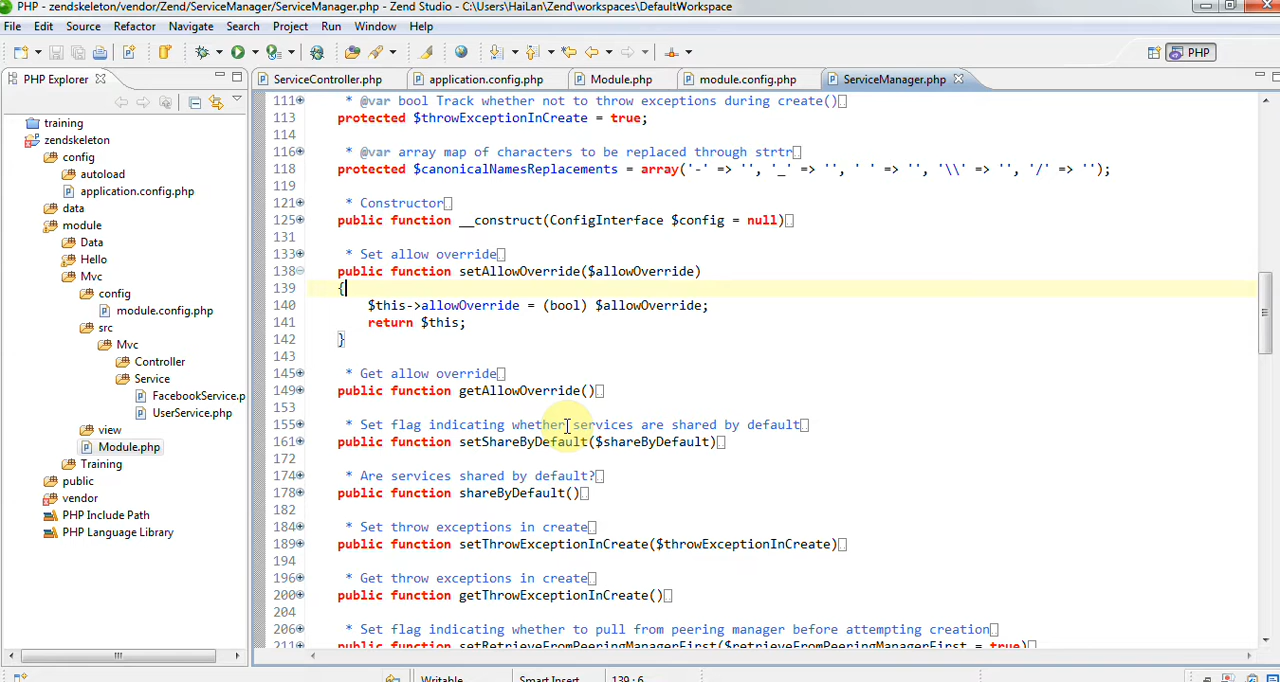 PHP - zendskeleton/vendor/Zend/ServiceManager/ServiceManager.php - Zend Studio - C:\Users\HaiLan\Zend\workspaces\DefaultWorkspace
File Edit Source Refactor Navigate Search Project Run Window Help
PHP
PHP Explorer
training
zendskeleton
config
autoload
application.config.php
data
module
Data
Hello
Mvc
config
module.config.php
src
Mvc
Controller
Service
FacebookService.p
UserService.php
view
Module.php
Training
public
vendor
PHP Include Path
PHP Language Library
ServiceController.php application.config.php Module.php module.config.php ServiceManager.php
111 * @var bool Track whether not to throw exceptions during create()
113 protected $throwExceptionInCreate = true;
114
116 * @var array map of characters to be replaced through strtr
118 protected $canonicalNamesReplacements = array('-' => '', '_' => '', ' ' => '', '\\' => '', '/' => '');
119
121 * Constructor
125 public function __construct(ConfigInterface $config = null)
131
133 * Set allow override
138 public function setAllowOverride($allowOverride)
139 {
140 $this->allowOverride = (bool) $allowOverride;
141 return $this;
142 }
143
145 * Get allow override
149 public function getAllowOverride()
153
155 * Set flag indicating whether services are shared by default
161 public function setShareByDefault($shareByDefault)
172
174 * Are services shared by default?
178 public function shareByDefault()
182
184 * Set throw exceptions in create
189 public function setThrowExceptionInCreate($throwExceptionInCreate)
194
196 * Get throw exceptions in create
200 public function getThrowExceptionInCreate()
204
206 * Set flag indicating whether to pull from peering manager before attempting creation
211 public function setRetrieveFromPeeringManagerFirst($retrieveFromPeeringManagerFirst = true)
Writable Smart Insert 139 : 6